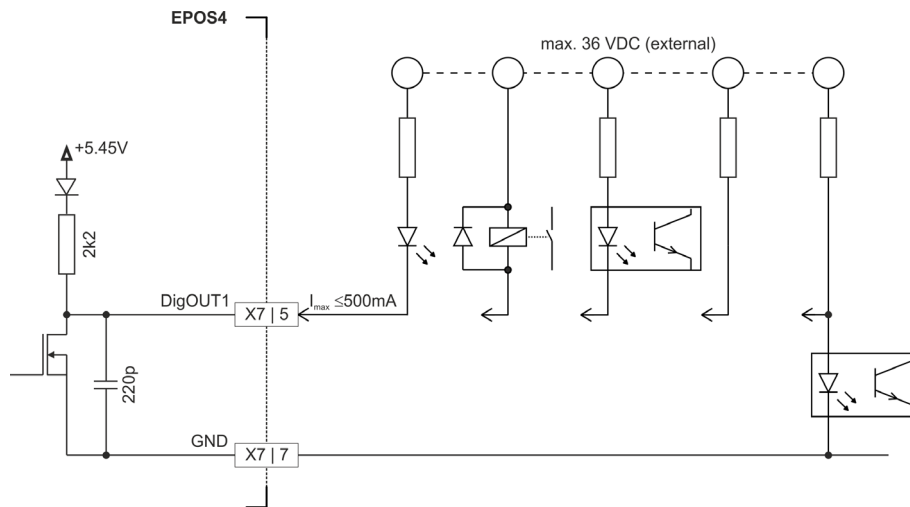 EPOS4
max. 36 VDC (external)
+5.45V
2k2
DigOUT1
X7 | 5
Imax ≤500mA
220p
GND
X7 | 7